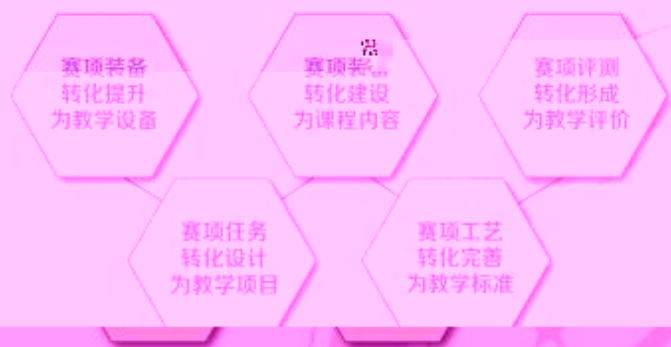 赛项装备
转化提升
为教学设备
赛项装
转化建设
为课程内容
赛项评测
转化形成
为教学评价
赛项任务
转化设计
为教学项目
赛项工艺
转化完善
为教学标准